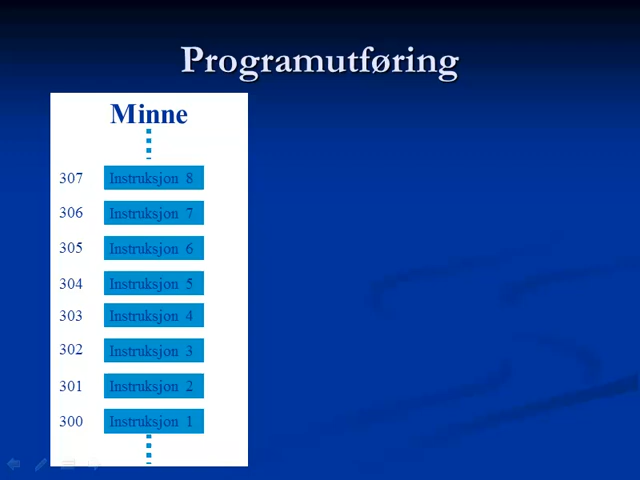 Programutføring
Minne
307 Instruksjon 8
306 Instruksjon 7
305 Instruksjon 6
304 Instruksjon 5
303 Instruksjon 4
302 Instruksjon 3
301 Instruksjon 2
300 Instruksjon 1